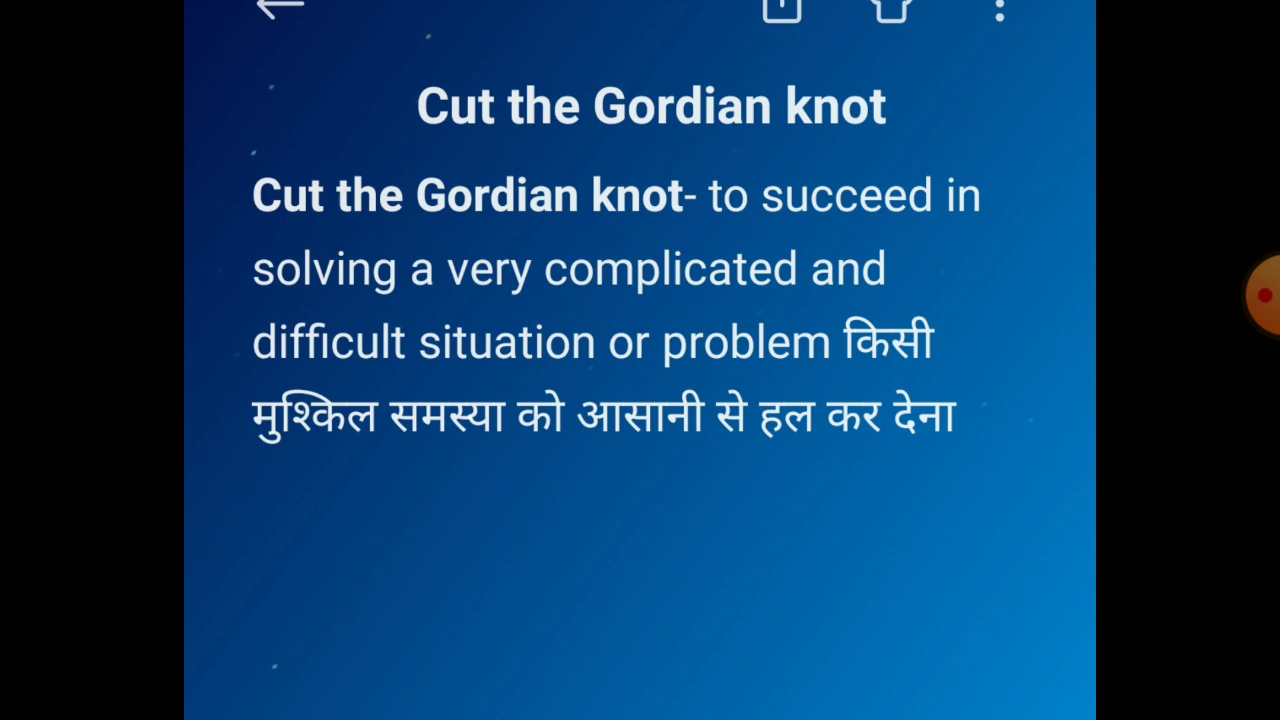 Cut the Gordian knot
Cut the Gordian knot- to succeed in
solving a very complicated and
difficult situation or problem किसी
मुश्किल समस्या को आसानी से हल कर देना